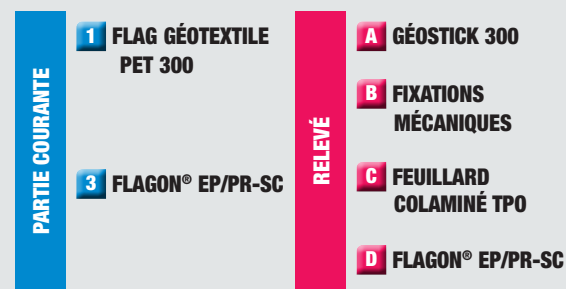 PARTIE COURANTE
1 FLAG GÉOTEXTILE
PET 300
3 FLAGON® EP/PR-SC
RELEVÉ
A GÉOSTICK 300
B FIXATIONS
MÉCANIQUES
C FEUILLARD
COLAMINÉ TPO
D FLAGON® EP/PR-SC